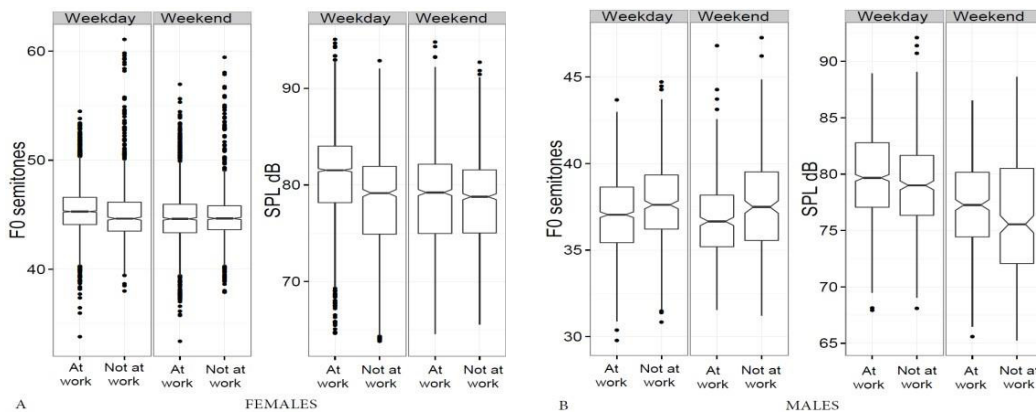 Weekday Weekend
60
50
40
F0 semitones
At work Not at work At work Not at work
Weekday Weekend
90
80
70
SPL dB
At work Not at work At work Not at work
A FEMALES
Weekday Weekend
45
40
35
30
F0 semitones
At work Not at work At work Not at work
Weekday Weekend
90
85
80
75
70
65
SPL dB
At work Not at work At work Not at work
B MALES